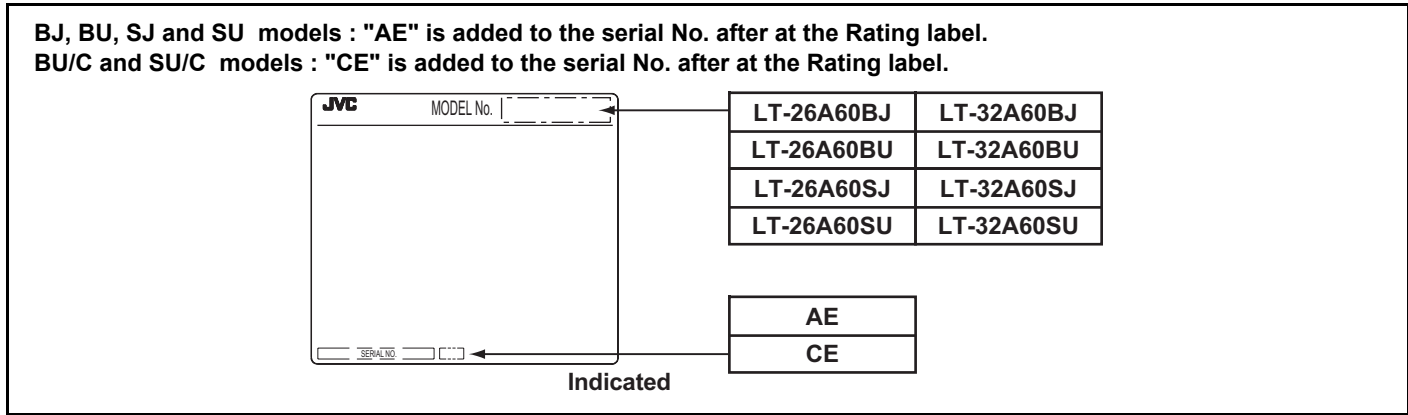 BJ, BU, SJ and SU models : "AE" is added to the serial No. after at the Rating label.
BU/C and SU/C models : "CE" is added to the serial No. after at the Rating label.
JVC MODEL No.
LT-26A60BJ LT-32A60BJ
LT-26A60BU LT-32A60BU
LT-26A60SJ LT-32A60SJ
LT-26A60SU LT-32A60SU
AE
SERIAL NO. CE
Indicated